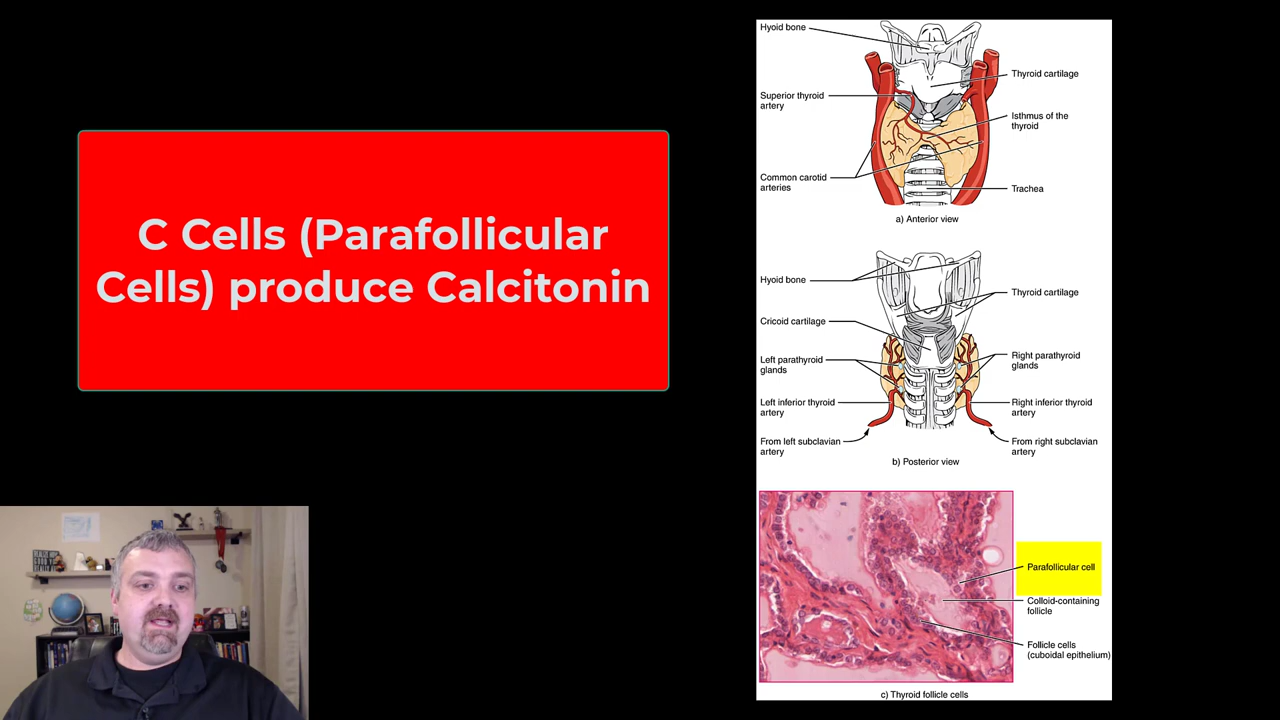 C Cells (Parafollicular
Cells) produce Calcitonin
Hyoid bone
Thyroid cartilage
Superior thyroid
artery
Isthmus of the
thyroid
Common carotid
arteries
Trachea
a) Anterior view
Hyoid bone
Thyroid cartilage
Cricoid cartilage
Left parathyroid
glands
Right parathyroid
glands
Left inferior thyroid
artery
Right inferior thyroid
artery
From left subclavian
artery
From right subclavian
artery
b) Posterior view
Parafollicular cell
Colloid-containing
follicle
Follicle cells
(cuboidal epithelium)
c) Thyroid follicle cells